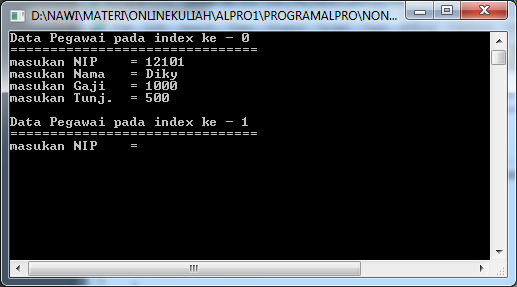 D:\NAWI\MATERI\ONLINEKULIAH\ALPRO1\PROGRAMALPRO\NON...
Data Pegawai pada index ke - 0
===============================
masukan NIP    = 12101
masukan Nama   = Diky
masukan Gaji   = 1000
masukan Tunj.  = 500
Data Pegawai pada index ke - 1
===============================
masukan NIP    =